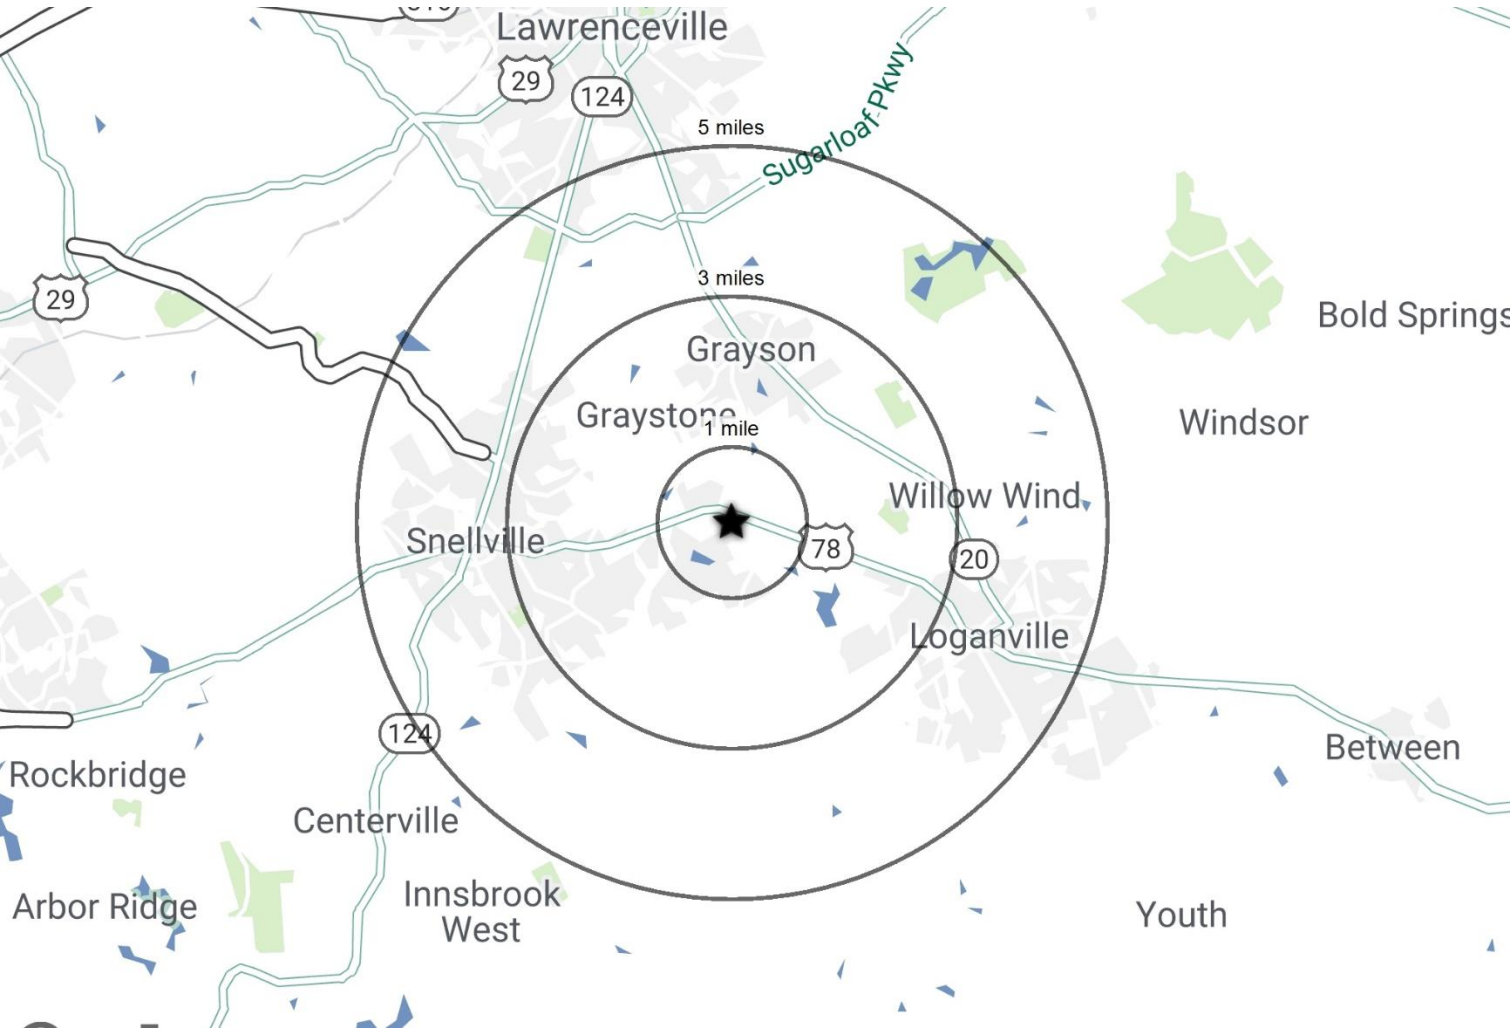 Lawrenceville
29
124
5 miles
Sugarloaf Pkwy
29
3 miles
Bold Springs
Grayson
Graystone
1 mile
Windsor
Willow Wind
Snellville
78
20
Loganville
124
Between
Rockbridge
Centerville
Innsbrook
West
Arbor Ridge
Youth